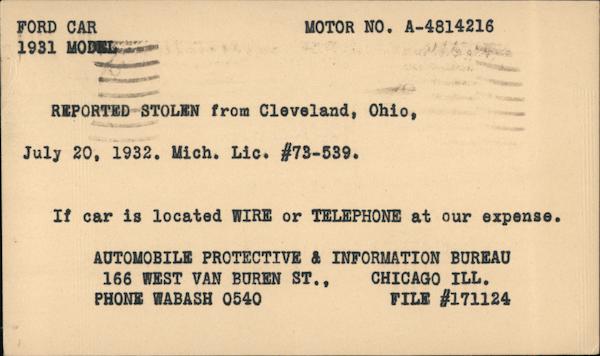 FORD CAR MOTOR NO. A-4814216
1931 MODEL
REPORTED STOLEN from Cleveland, Ohio,
July 20, 1932. Mich. Lic. #73-539.
If car is located WIRE or TELEPHONE at our expense.
AUTOMOBILE PROTECTIVE & INFORMATION BUREAU
166 WEST VAN BUREN ST., CHICAGO ILL.
PHONE WABASH 0540 FILE #171124